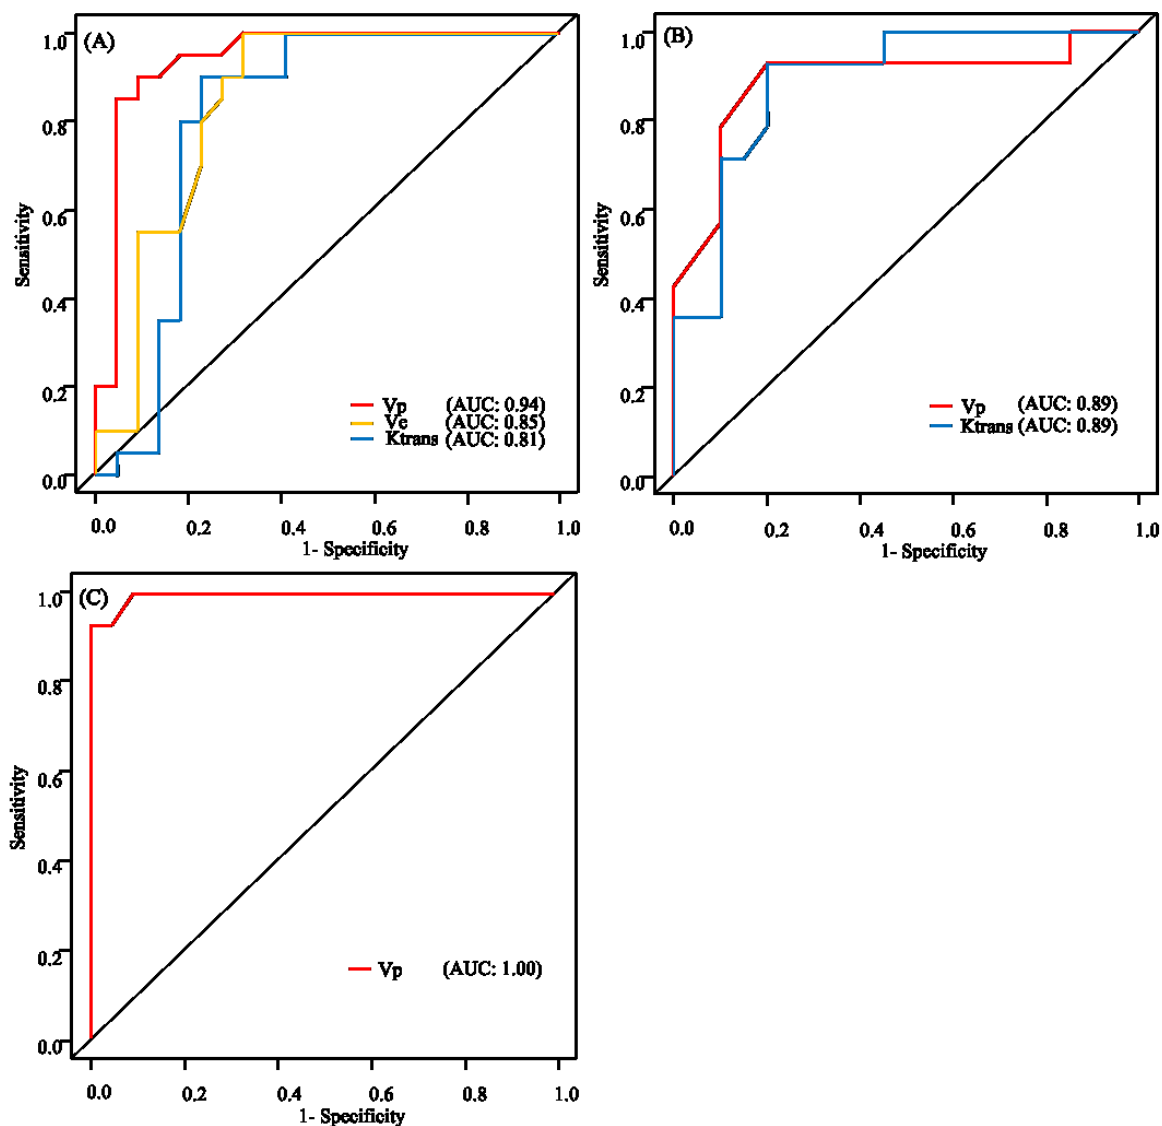 (A)
1.0
0.8
0.6
0.4
0.2
0.0
Sensitivity
Vp (AUC: 0.94)
Ve (AUC: 0.85)
Ktrans (AUC: 0.81)
0.0 0.2 0.4 0.6 0.8 1.0
1- Specificity
(B)
1.0
0.8
0.6
0.4
0.2
0.0
Sensitivity
Vp (AUC: 0.89)
Ktrans (AUC: 0.89)
0.0 0.2 0.4 0.6 0.8 1.0
1- Specificity
(C)
1.0
0.8
0.6
0.4
0.2
0.0
Sensitivity
Vp (AUC: 1.00)
0.0 0.2 0.4 0.6 0.8 1.0
1- Specificity